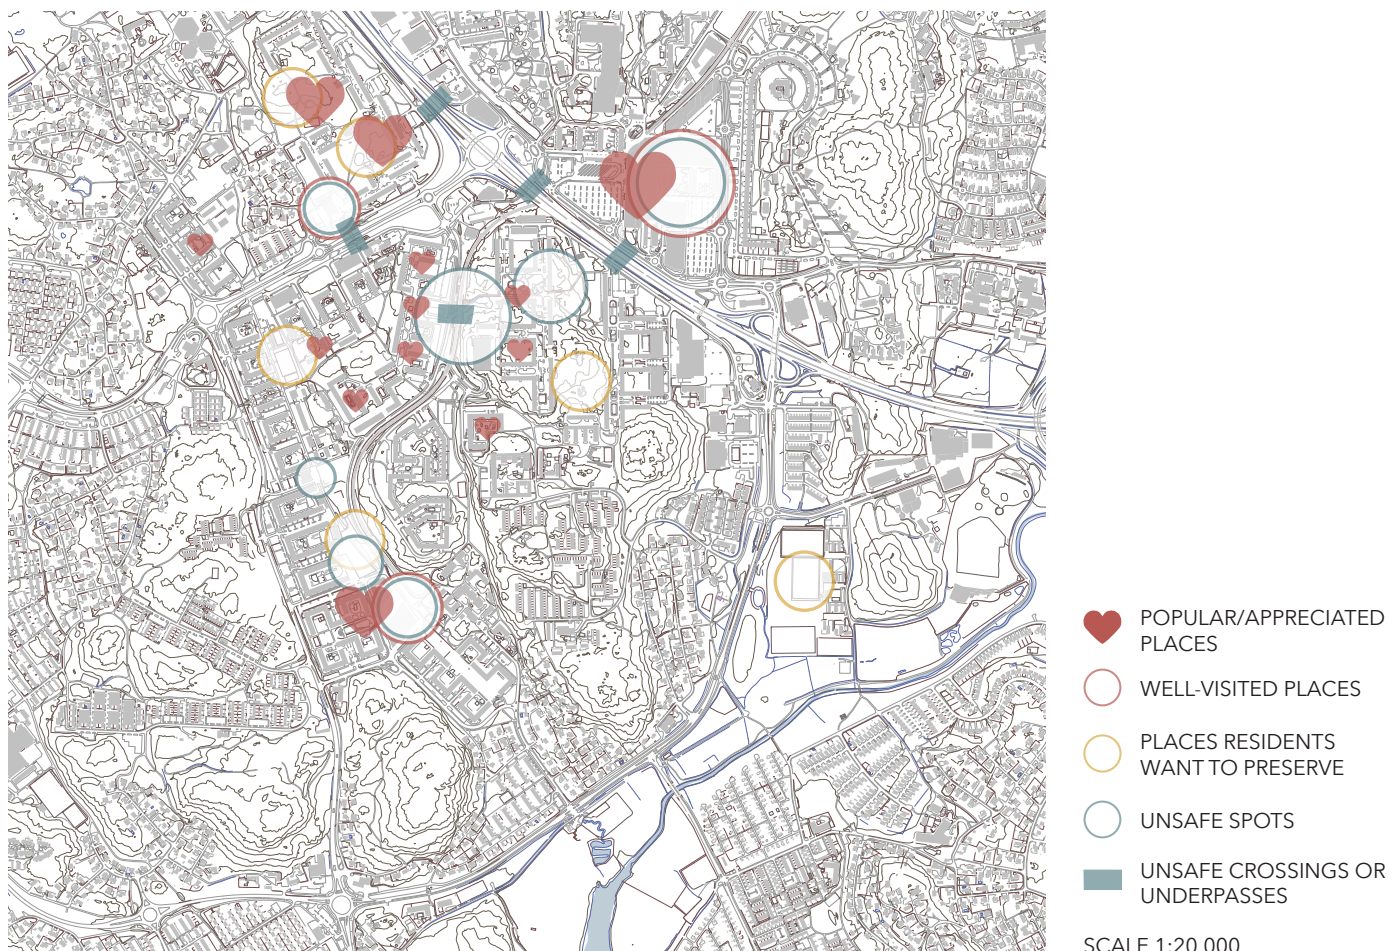 POPULAR/APPRECIATED
PLACES
WELL-VISITED PLACES
PLACES RESIDENTS
WANT TO PRESERVE
UNSAFE SPOTS
UNSAFE CROSSINGS OR
UNDERPASSES
SCALE 1:20 000